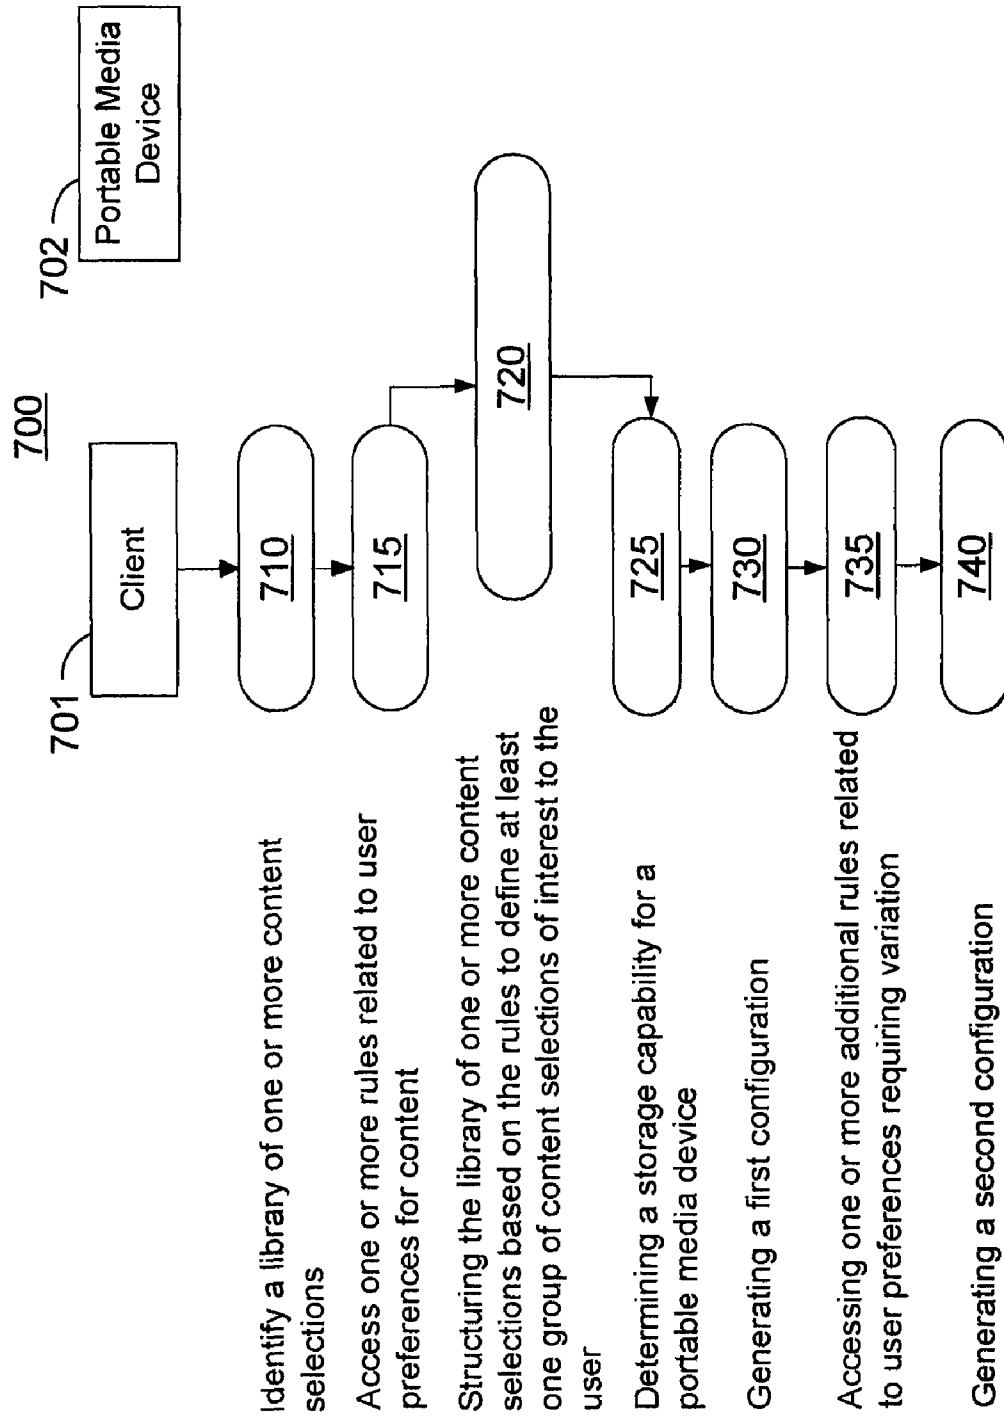 700
701
Client
702
Portable Media
Device
Identify a library of one or more content
selections
710
Access one or more rules related to user
preferences for content
715
Structuring the library of one or more content
selections based on the rules to define at least
one group of content selections of interest to the
user
720
Determining a storage capability for a
portable media device
725
Generating a first configuration
730
Accessing one or more additional rules related
to user preferences requiring variation
735
Generating a second configuration
740